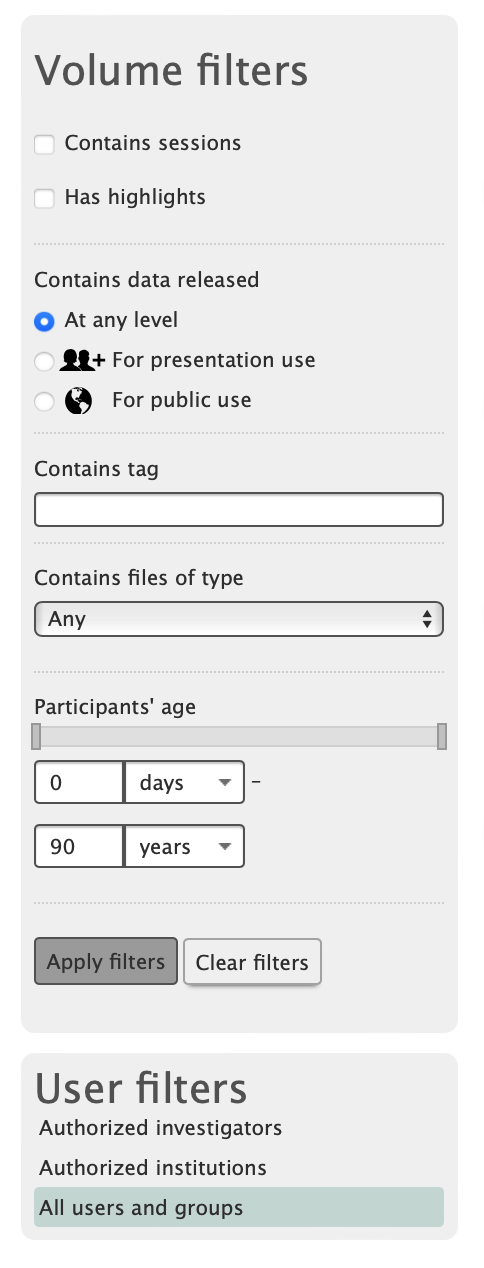 Volume filters
Contains sessions
Has highlights
Contains data released
At any level
For presentation use
For public use
Contains tag
Contains files of type
Any
Participants' age
0 days –
90 years
Apply filters Clear filters
User filters
Authorized investigators
Authorized institutions
All users and groups